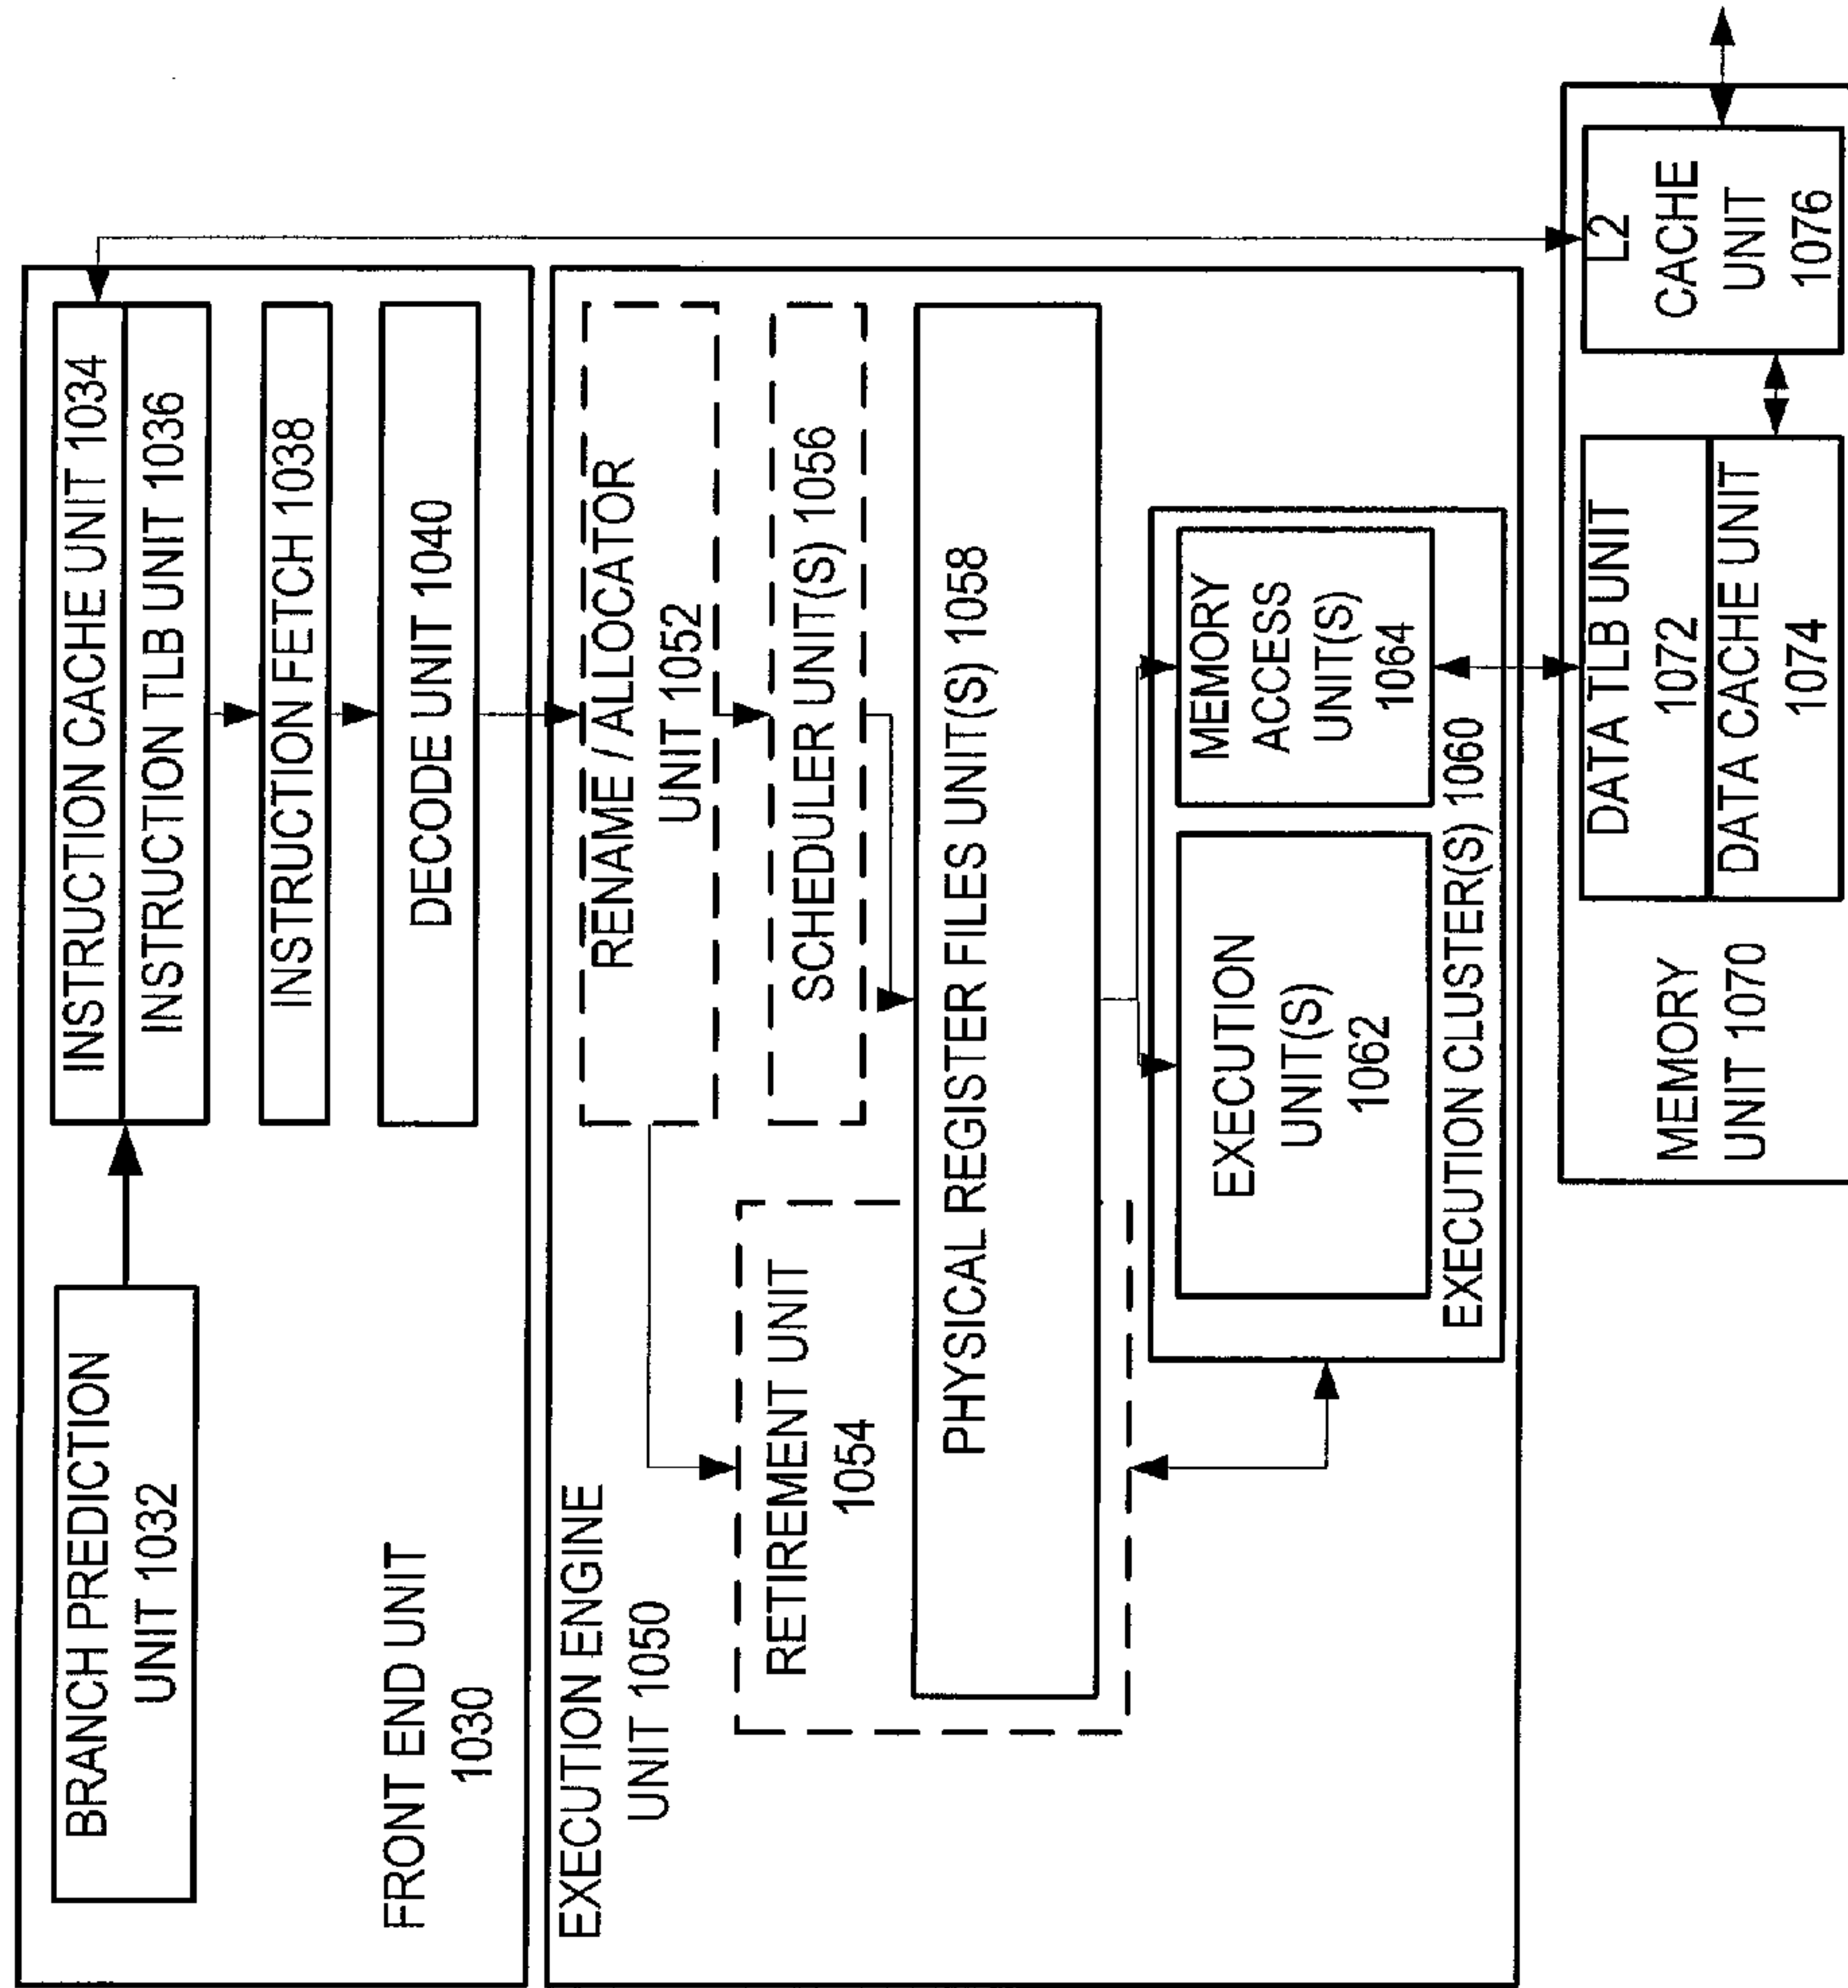 BRANCH PREDICTION
UNIT 1032
INSTRUCTION CACHE UNIT 1034
INSTRUCTION TLB UNIT 1036
INSTRUCTION FETCH 1038
DECODE UNIT 1040
FRONT END UNIT
1030
EXECUTION ENGINE
UNIT 1050
RENAME / ALLOCATOR
UNIT 1052
RETIREMENT UNIT
1054
SCHEDULER UNIT(S) 1056
PHYSICAL REGISTER FILES UNIT(S) 1058
EXECUTION
UNIT(S)
1062
MEMORY
ACCESS
UNIT(S)
1064
EXECUTION CLUSTER(S) 1060
MEMORY
UNIT 1070
DATA TLB UNIT
1072
DATA CACHE UNIT
1074
L2
CACHE
UNIT
1076